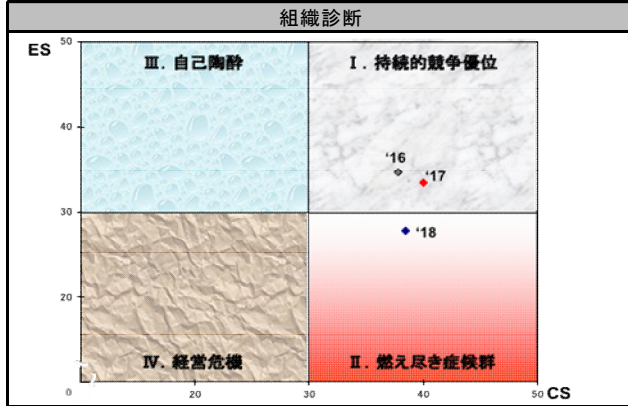 組織診断
ES
50
Ⅲ. 自己陶酔
Ⅰ. 持続的競争優位
40
'16
'17
30
'18
20
Ⅳ. 経営危機
Ⅱ. 燃え尽き症候群
0
20
30
40
50
CS